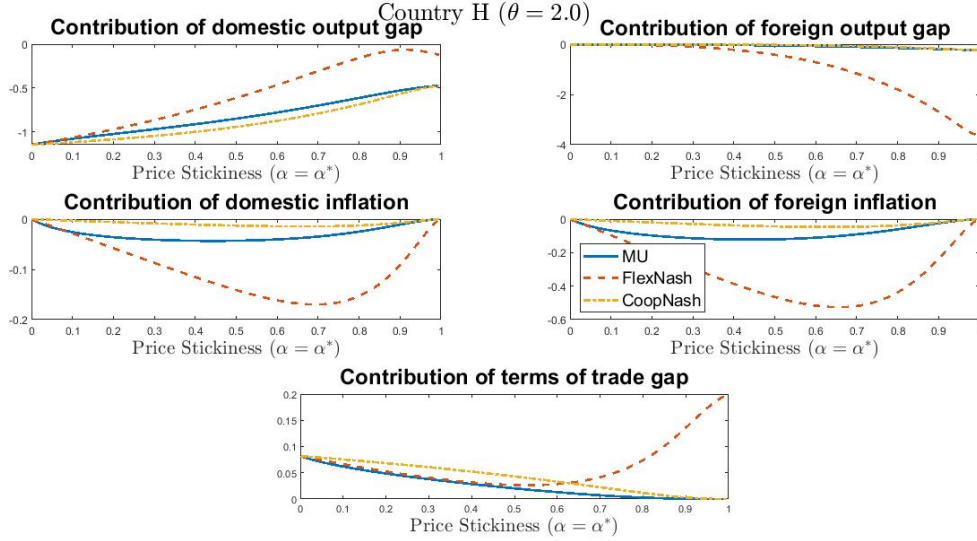 Country H (θ = 2.0)
Contribution of domestic output gap
0
-0.5
-1
0 0.1 0.2 0.3 0.4 0.5 0.6 0.7 0.8 0.9 1
Price Stickiness (α = α*)
Contribution of foreign output gap
0
-2
-4
0.1 0.2 0.3 0.4 0.5 0.6 0.7 0.8 0.9
Price Stickiness (α = α*)
Contribution of domestic inflation
0
-0.1
-0.2
0 0.1 0.2 0.3 0.4 0.5 0.6 0.7 0.8 0.9 1
Price Stickiness (α = α*)
Contribution of foreign inflation
0
-0.2
-0.4
-0.6
MU
FlexNash
CoopNash
0.1 0.2 0.3 0.4 0.5 0.6 0.7 0.8 0.9
Price Stickiness (α = α*)
Contribution of terms of trade gap
0.2
0.15
0.1
0.05
0
0 0.1 0.2 0.3 0.4 0.5 0.6 0.7 0.8 0.9 1
Price Stickiness (α = α*)